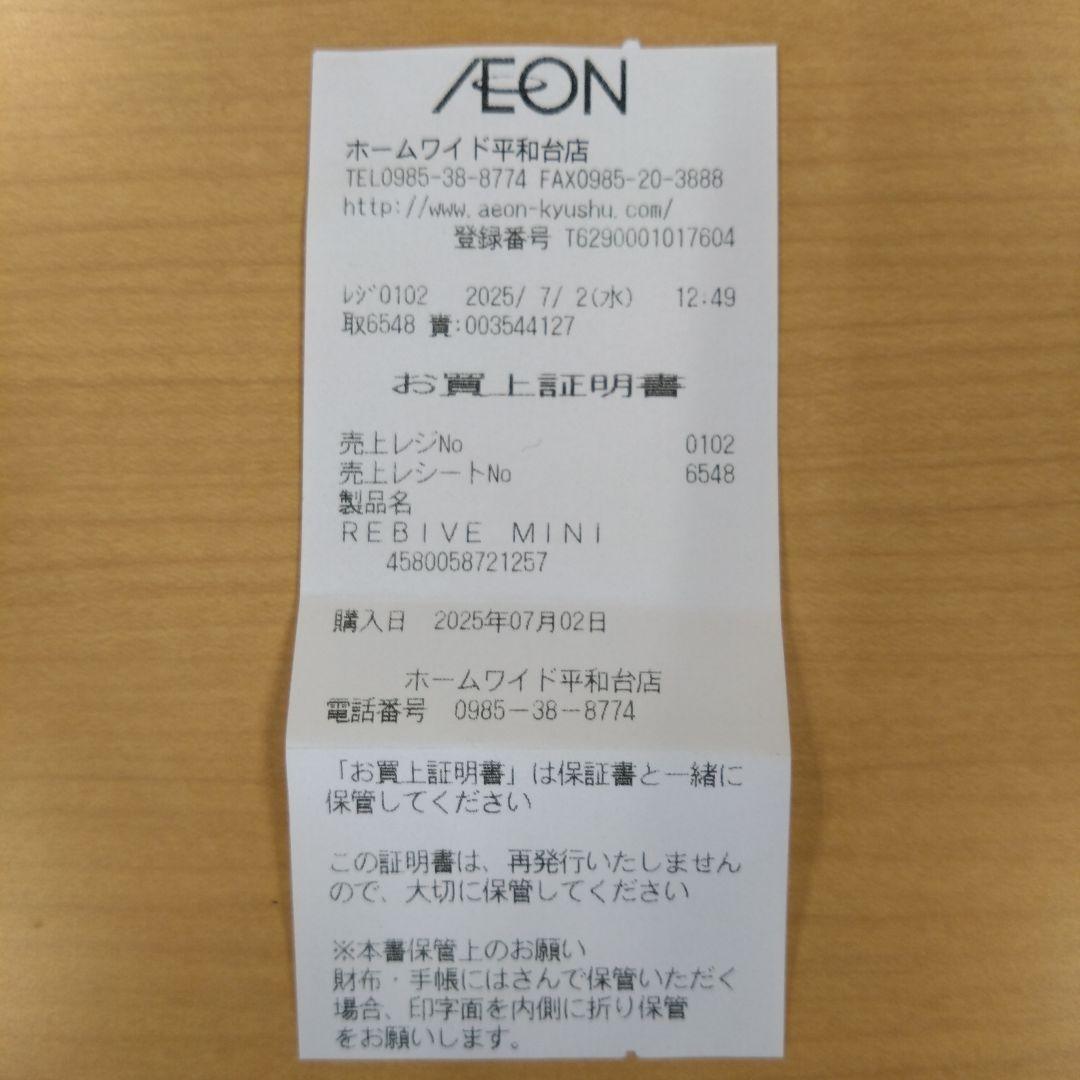 ÆON
ホームワイド平和台店
TEL0985-38-8774 FAX0985-20-3888
http://www.aeon-kyushu.com/
登録番号 T6290001017604
ﾚｼﾞ0102 2025/ 7/ 2(水) 12:49
取6548 責:003544127
お買上証明書
売上レジNo 0102
売上レシートNo 6548
製品名
ＲＥＢＩＶＥ ＭＩＮＩ
4580058721257
購入日 2025年07月02日
ホームワイド平和台店
電話番号 0985－38－8774
「お買上証明書」は保証書と一緒に
保管してください
この証明書は、再発行いたしません
ので、大切に保管してください
※本書保管上のお願い
財布・手帳にはさんで保管いただく
場合、印字面を内側に折り保管
をお願いします。